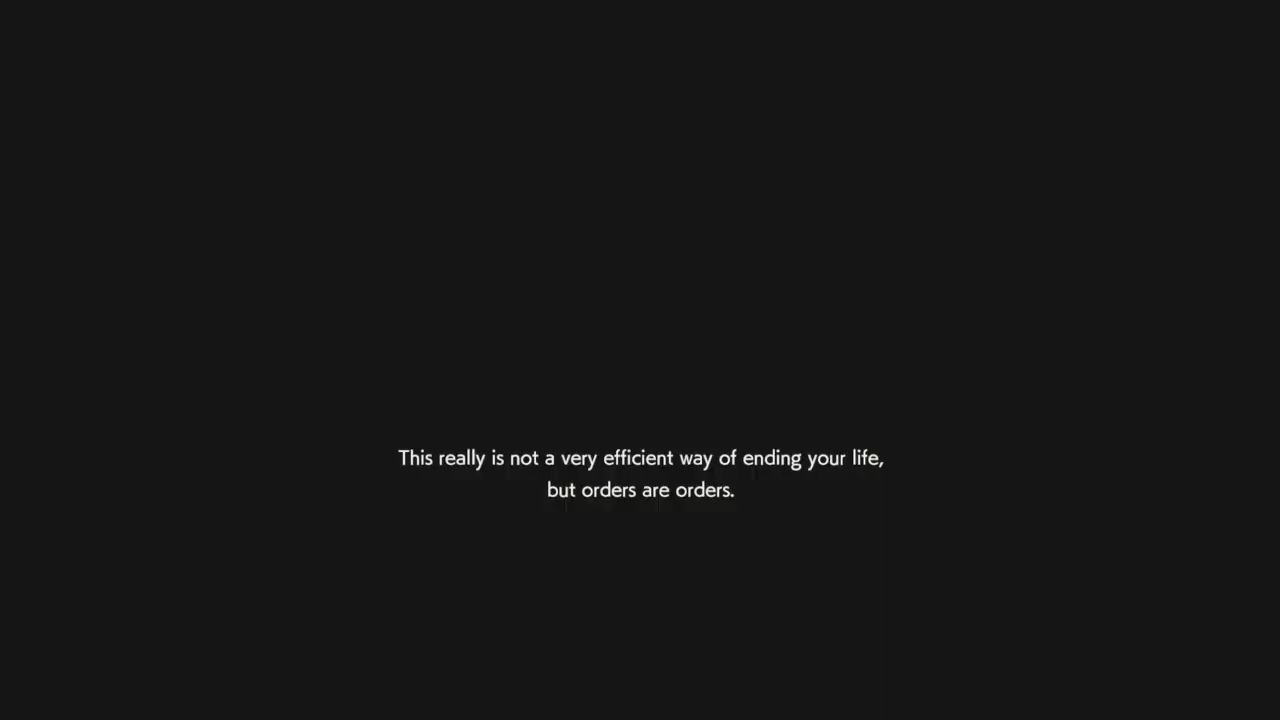 This really is not a very efficient way of ending your life,
but orders are orders.